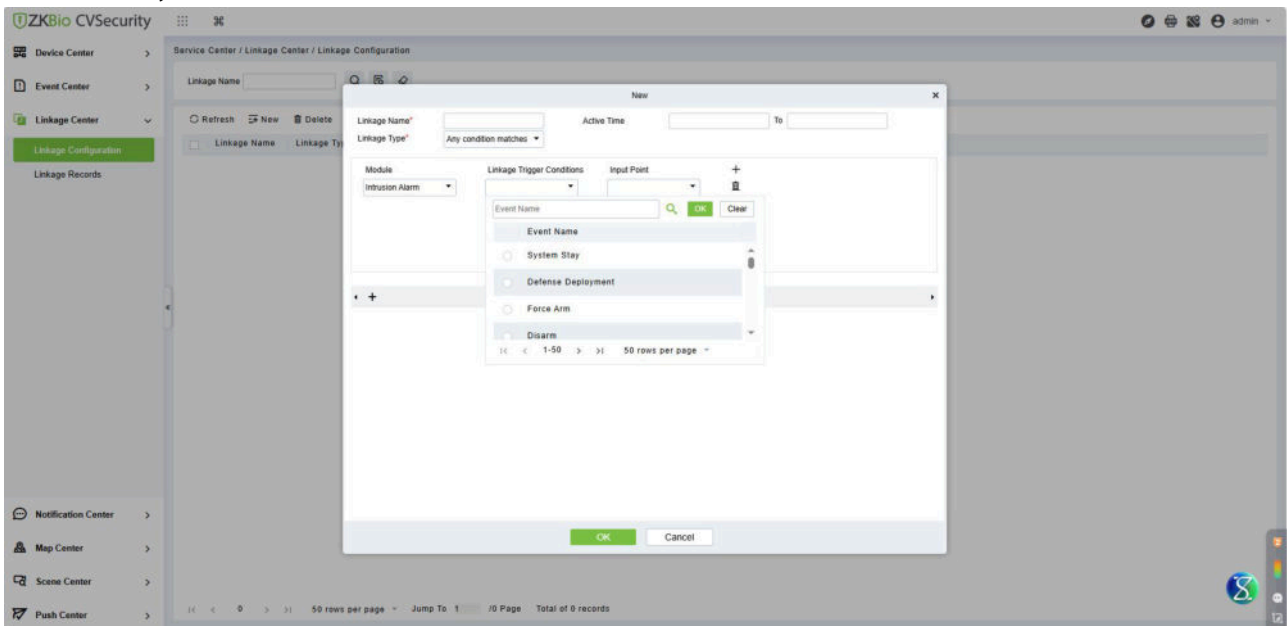 ZKBio CVSecurity
admin
Device Center
Event Center
Linkage Center
Linkage Configuration
Linkage Records
Notification Center
Map Center
Scene Center
Push Center
Service Center / Linkage Center / Linkage Configuration
Linkage Name
Refresh New Delete
Linkage Name Linkage Ty
New
Linkage Name* Active Time To
Linkage Type* Any condition matches
Module Linkage Trigger Conditions Input Point
Intrusion Alarm
Event Name OK Clear
Event Name
System Stay
Defense Deployment
Force Arm
Disarm
1-50 50 rows per page
OK Cancel
0 50 rows per page Jump To 1 /0 Page Total of 0 records